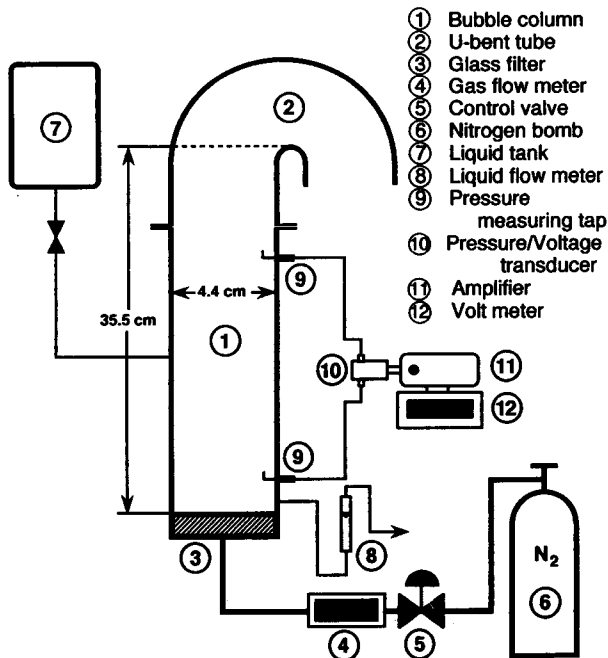 ① Bubble column
② U-bent tube
③ Glass filter
④ Gas flow meter
⑤ Control valve
⑥ Nitrogen bomb
⑦ Liquid tank
⑧ Liquid flow meter
⑨ Pressure
measuring tap
⑩ Pressure/Voltage
transducer
⑪ Amplifier
⑫ Volt meter
②
⑦
4.4 cm
⑨
35.5 cm
①
⑩
⑪
⑫
⑨
③
⑧
N2
④
⑤
⑥